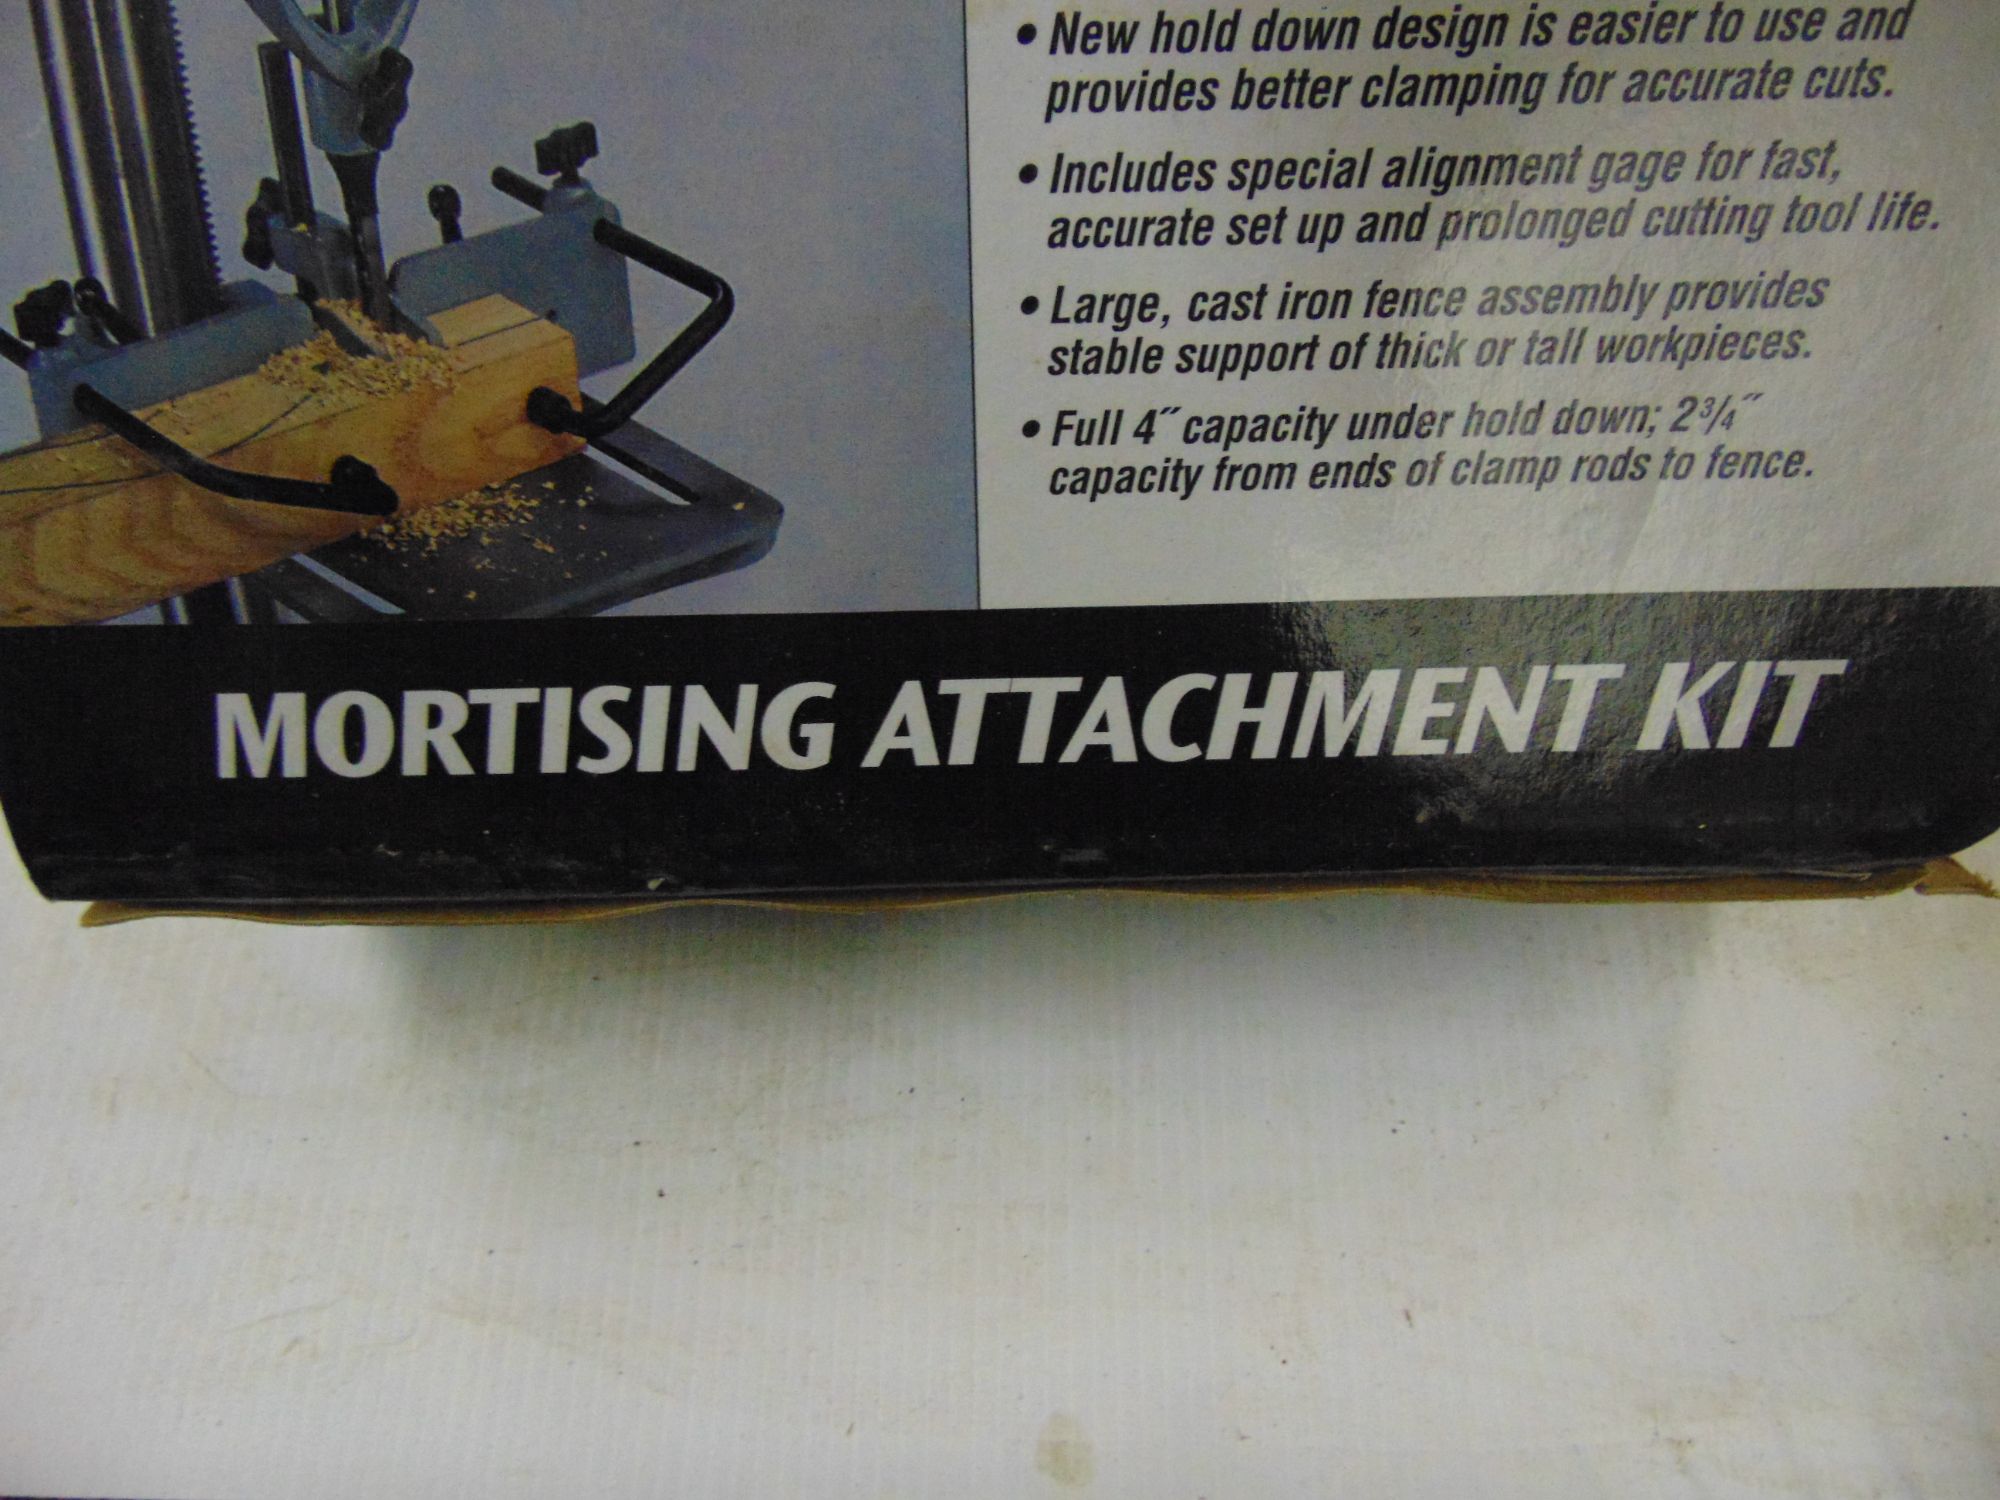 • New hold down design is easier to use and
provides better clamping for accurate cuts.
• Includes special alignment gage for fast,
accurate set up and prolonged cutting tool life.
• Large, cast iron fence assembly provides
stable support of thick or tall workpieces.
• Full 4″ capacity under hold down; 2¾″
capacity from ends of clamp rods to fence.
MORTISING ATTACHMENT KIT